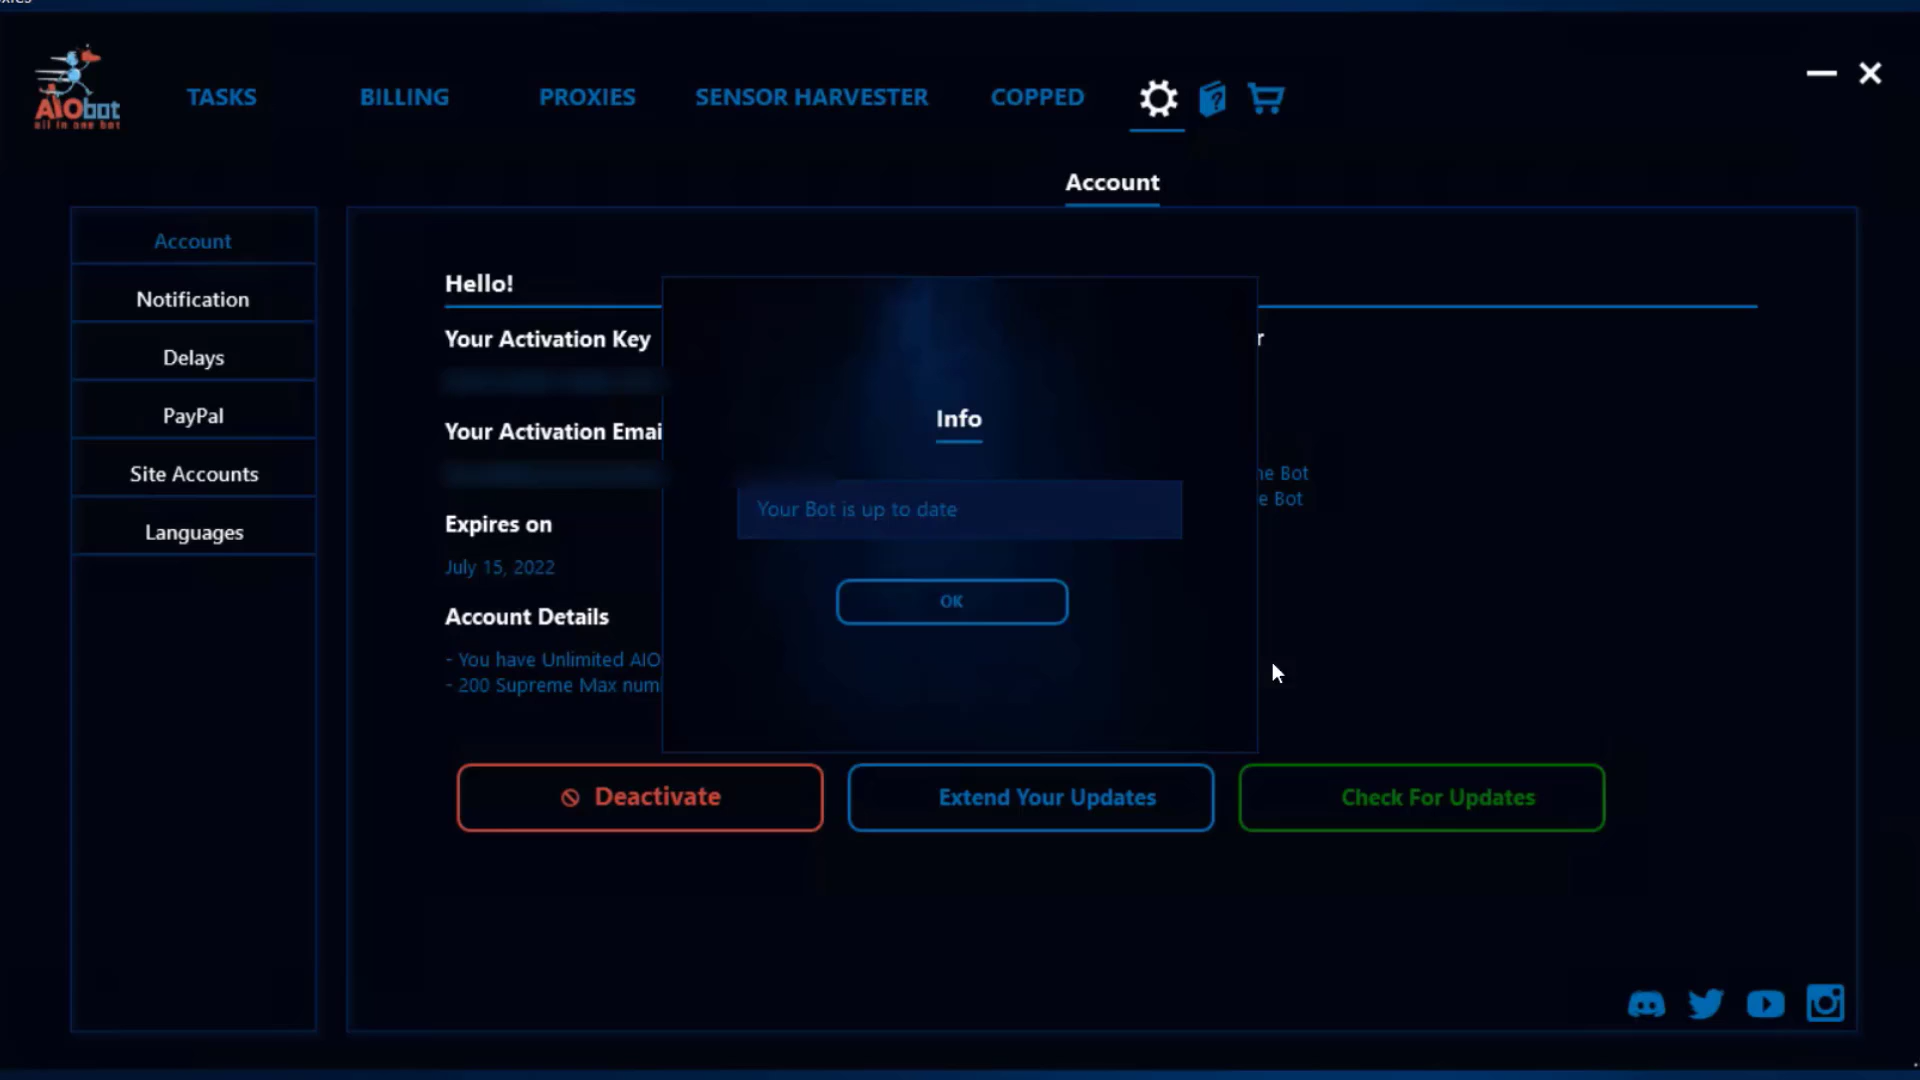 AIObot
all in one bot
TASKS
BILLING
PROXIES
SENSOR HARVESTER
COPPED
Account
Account
Notification
Delays
PayPal
Site Accounts
Languages
Hello!
Your Activation Key
r
Your Activation Emai
Expires on
July 15, 2022
Account Details
- You have Unlimited AIO
- 200 Supreme Max num
Info
Your Bot is up to date
OK
ne Bot
e Bot
Deactivate
Extend Your Updates
Check For Updates